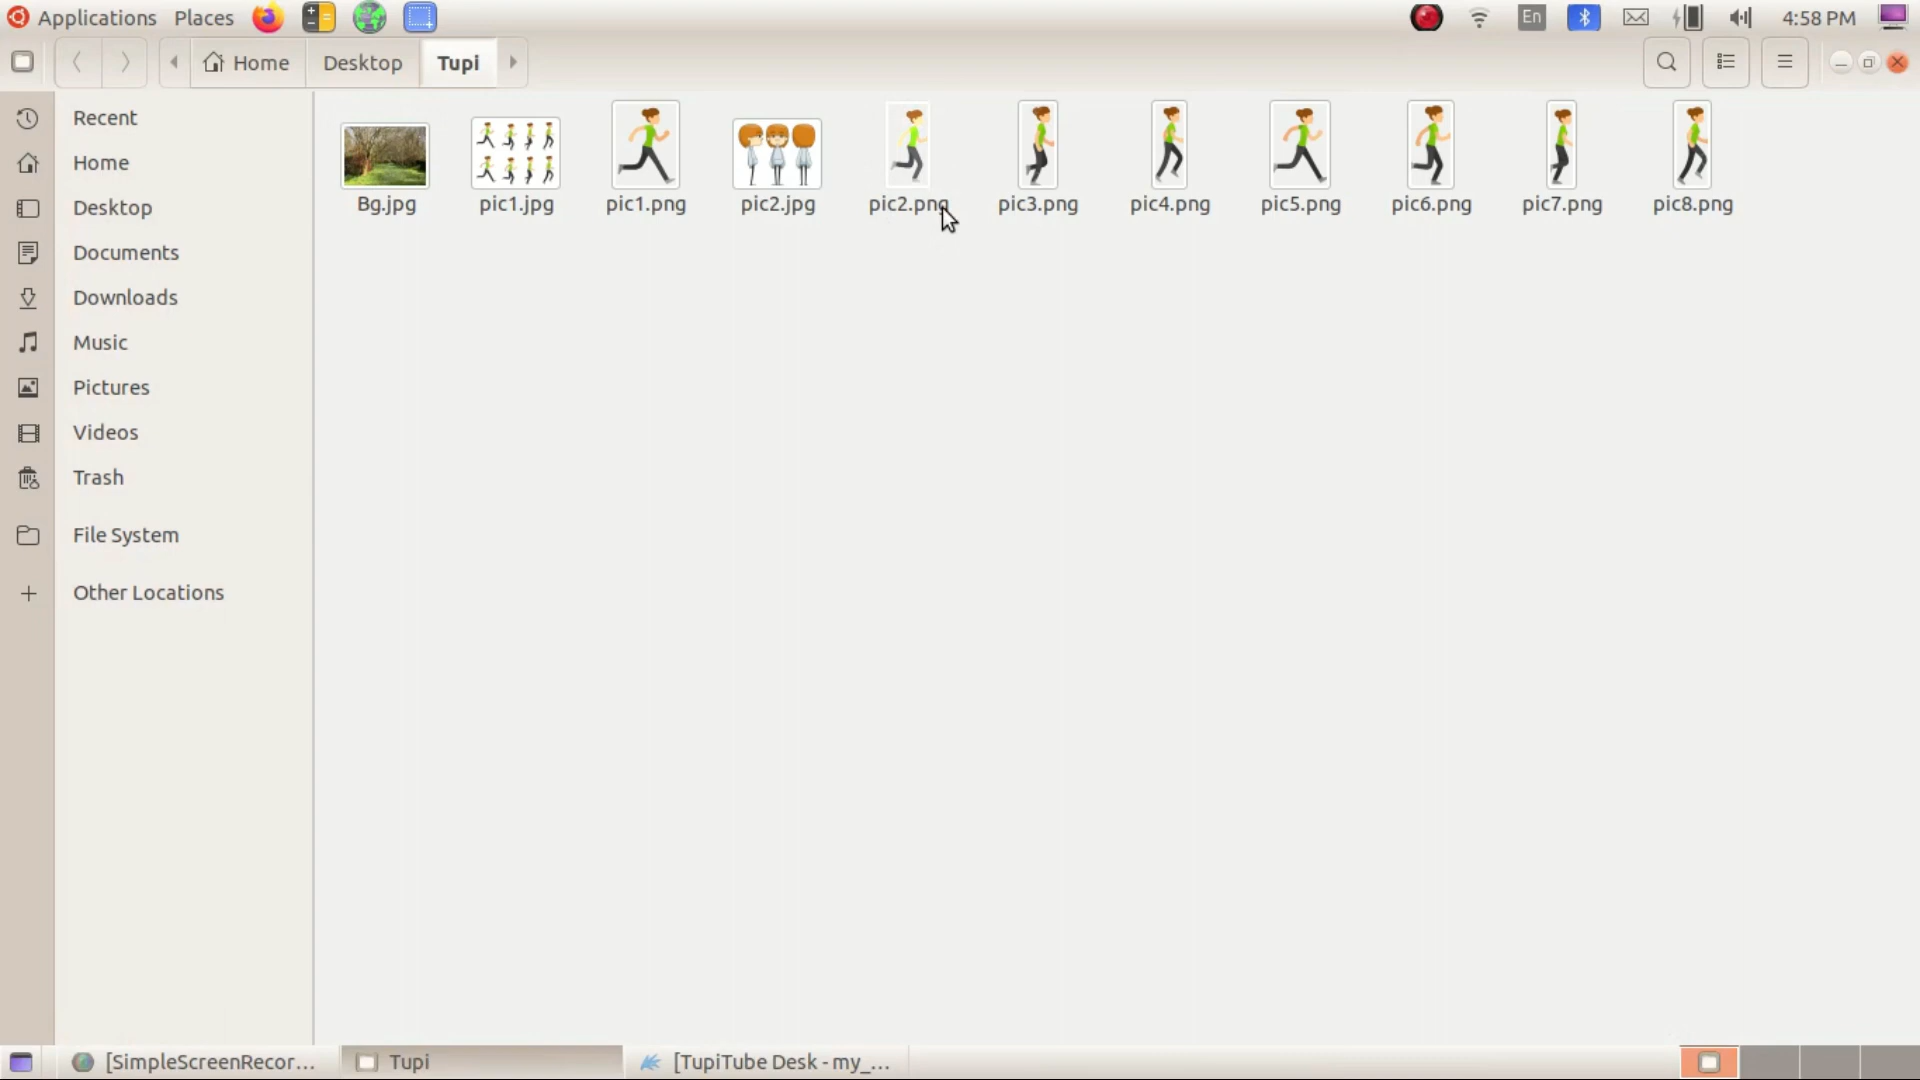 Applications Places En 4:58 PM
Home Desktop Tupi
Recent
Home
Desktop
Documents
Downloads
Music
Pictures
Videos
Trash
File System
Other Locations
Bg.jpg pic1.jpg pic1.png pic2.jpg pic2.png pic3.png pic4.png pic5.png pic6.png pic7.png pic8.png
[SimpleScreenRecor... Tupi [TupiTube Desk - my_...